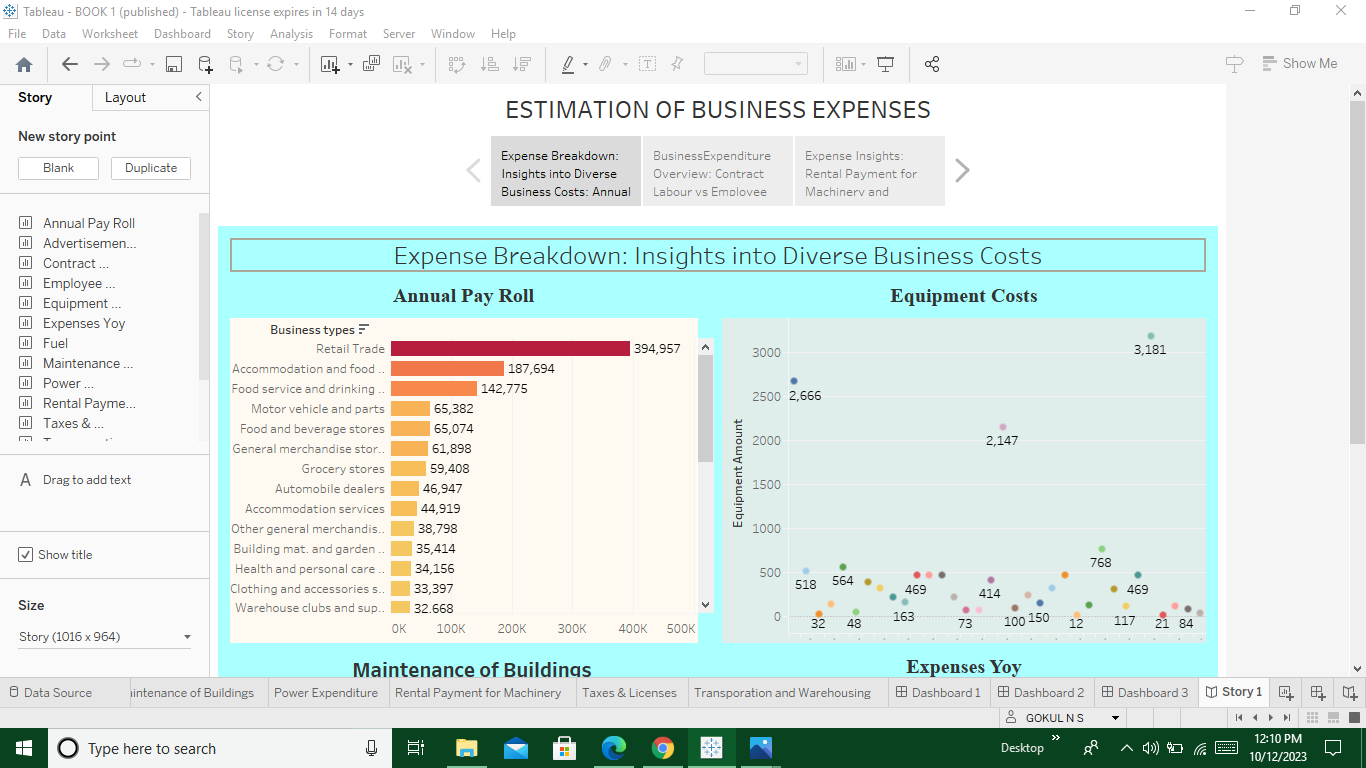 Tableau - BOOK 1 (published) - Tableau license expires in 14 days
File Data Worksheet Dashboard Story Analysis Format Server Window Help
Show Me
Story Layout
New story point
Blank Duplicate
Annual Pay Roll
Advertisemen...
Contract ...
Employee ...
Equipment ...
Expenses Yoy
Fuel
Maintenance ...
Power ...
Rental Payme...
Taxes & ...
A Drag to add text
Show title
Size
Story (1016 x 964)
ESTIMATION OF BUSINESS EXPENSES
Expense Breakdown:
Insights into Diverse
Business Costs: Annual
BusinessExpenditure
Overview: Contract
Labour vs Employee
Expense Insights:
Rental Payment for
Machinery and
Expense Breakdown: Insights into Diverse Business Costs
Annual Pay Roll
Business types
Retail Trade 394,957
Accommodation and food .. 187,694
Food service and drinking .. 142,775
Motor vehicle and parts 65,382
Food and beverage stores 65,074
General merchandise stor.. 61,898
Grocery stores 59,408
Automobile dealers 46,947
Accommodation services 44,919
Other general merchandis.. 38,798
Building mat. and garden .. 35,414
Health and personal care .. 34,156
Clothing and accessories s.. 33,397
Warehouse clubs and sup.. 32,668
0K 100K 200K 300K 400K 500K
Equipment Costs
Equipment Amount
3000
2500
2000
1500
1000
500
0
3,181
2,666
2,147
768
518 564 469 414 469
32 48 163 73 100 150 12 117 21 84
Maintenance of Buildings
Expenses Yoy
Data Source intenance of Buildings Power Expenditure Rental Payment for Machinery Taxes & Licenses Transporation and Warehousing Dashboard 1 Dashboard 2 Dashboard 3 Story 1
GOKUL N S
Type here to search
Desktop
12:10 PM
10/12/2023